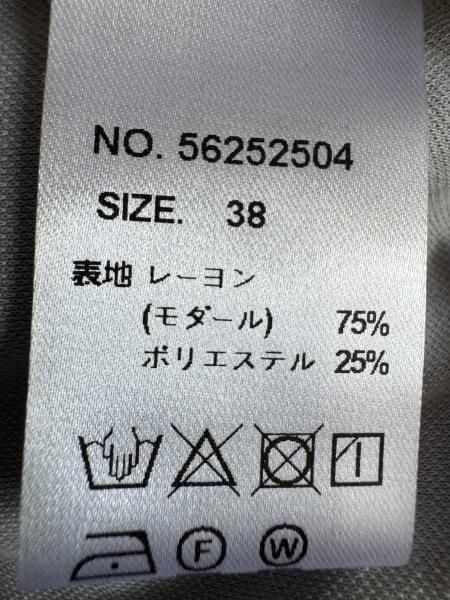 NO. 56252504
SIZE. 38
表地 レーヨン
(モダール) 75%
ポリエステル 25%
F W